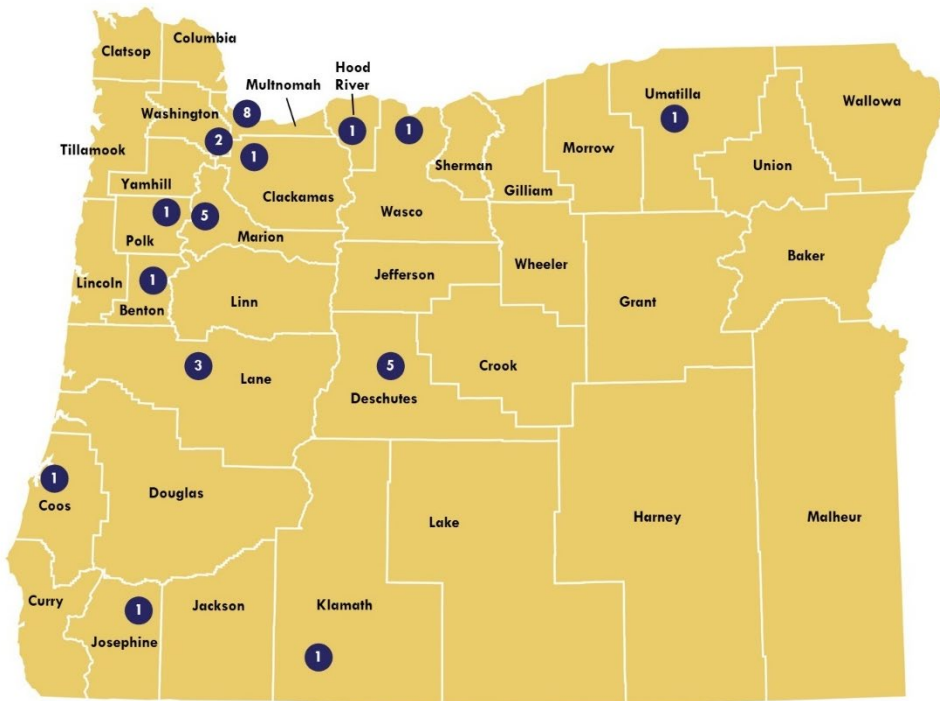 Columbia
Clatsop
Hood
River
Multnomah
Umatilla
Wallowa
Washington
8
1
1
1
2
1
Tillamook
Morrow
Sherman
Union
Yamhill
Gilliam
Clackamas
1
5
Wasco
Polk
Marion
Baker
Wheeler
Jefferson
1
Lincoln
Linn
Grant
Benton
3
5
Crook
Lane
Deschutes
1
Douglas
Coos
Lake
Harney
Malheur
Curry
Jackson
Klamath
1
Josephine
1